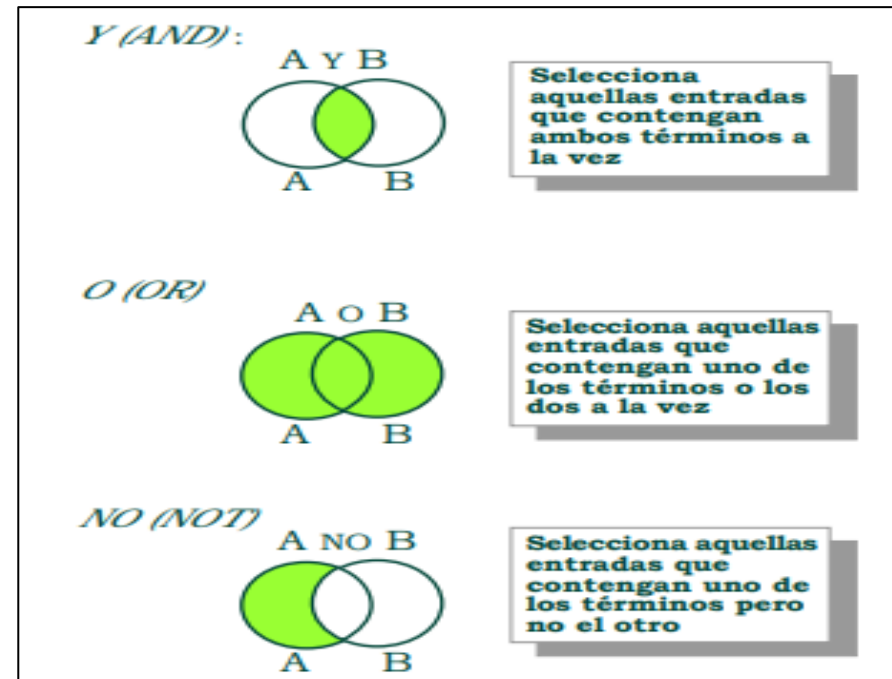 Y (AND):
A Y B
A B
Selecciona
aquellas entradas
que contengan
ambos términos a
la vez
O (OR)
A O B
A B
Selecciona aquellas
entradas que
contengan uno de
los términos o los
dos a la vez
NO (NOT)
A NO B
A B
Selecciona aquellas
entradas que
contengan uno de
los términos pero
no el otro